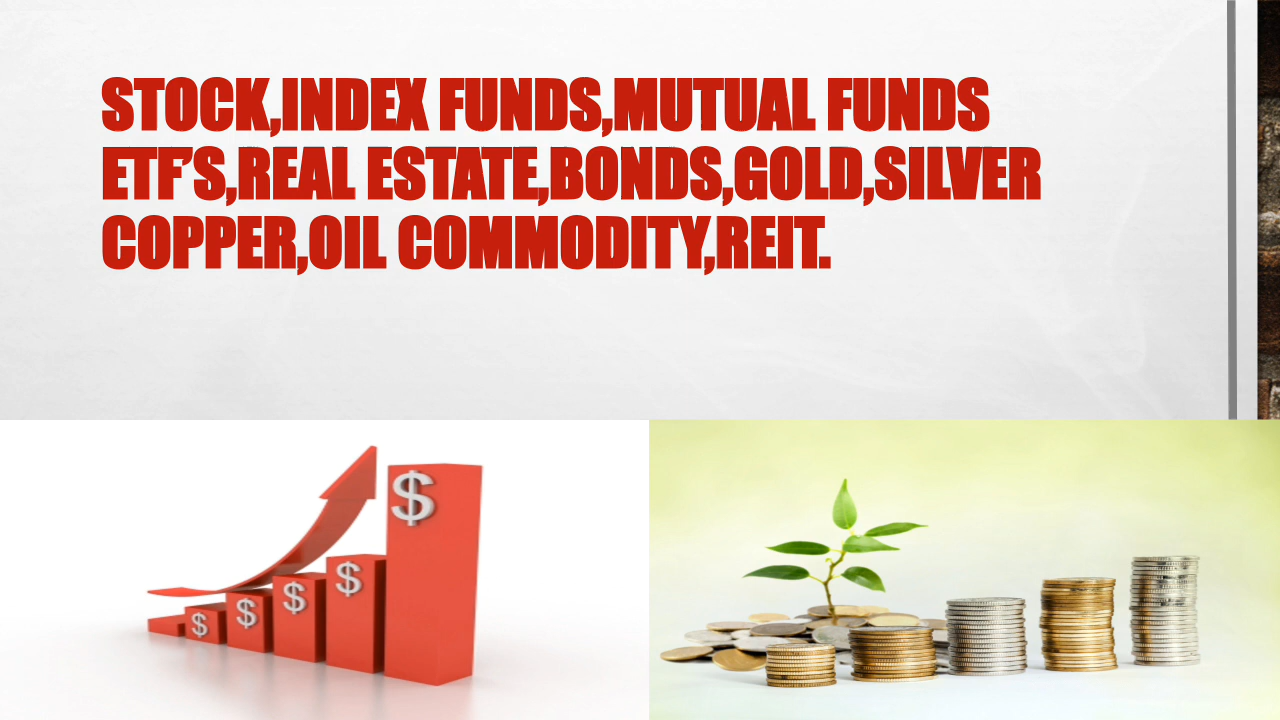 STOCK,INDEX FUNDS,MUTUAL FUNDS
ETF'S,REAL ESTATE,BONDS,GOLD,SILVER
COPPER,OIL COMMODITY,REIT.
$
$
$
$
$